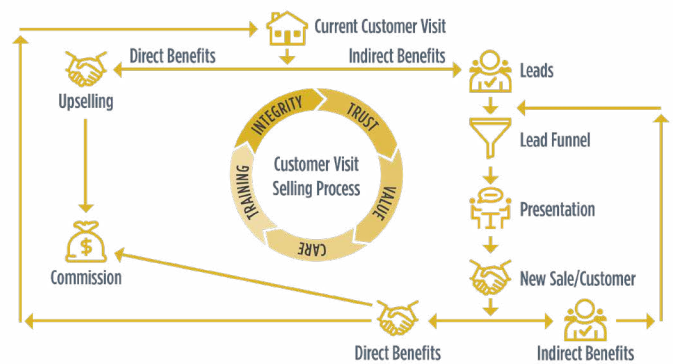 Current Customer Visit
Direct Benefits
Indirect Benefits
Upselling
Leads
INTEGRITY
TRUST
VALUE
CARE
TRAINING
Customer Visit
Selling Process
Lead Funnel
Presentation
$
Commission
New Sale/Customer
Direct Benefits
Indirect Benefits